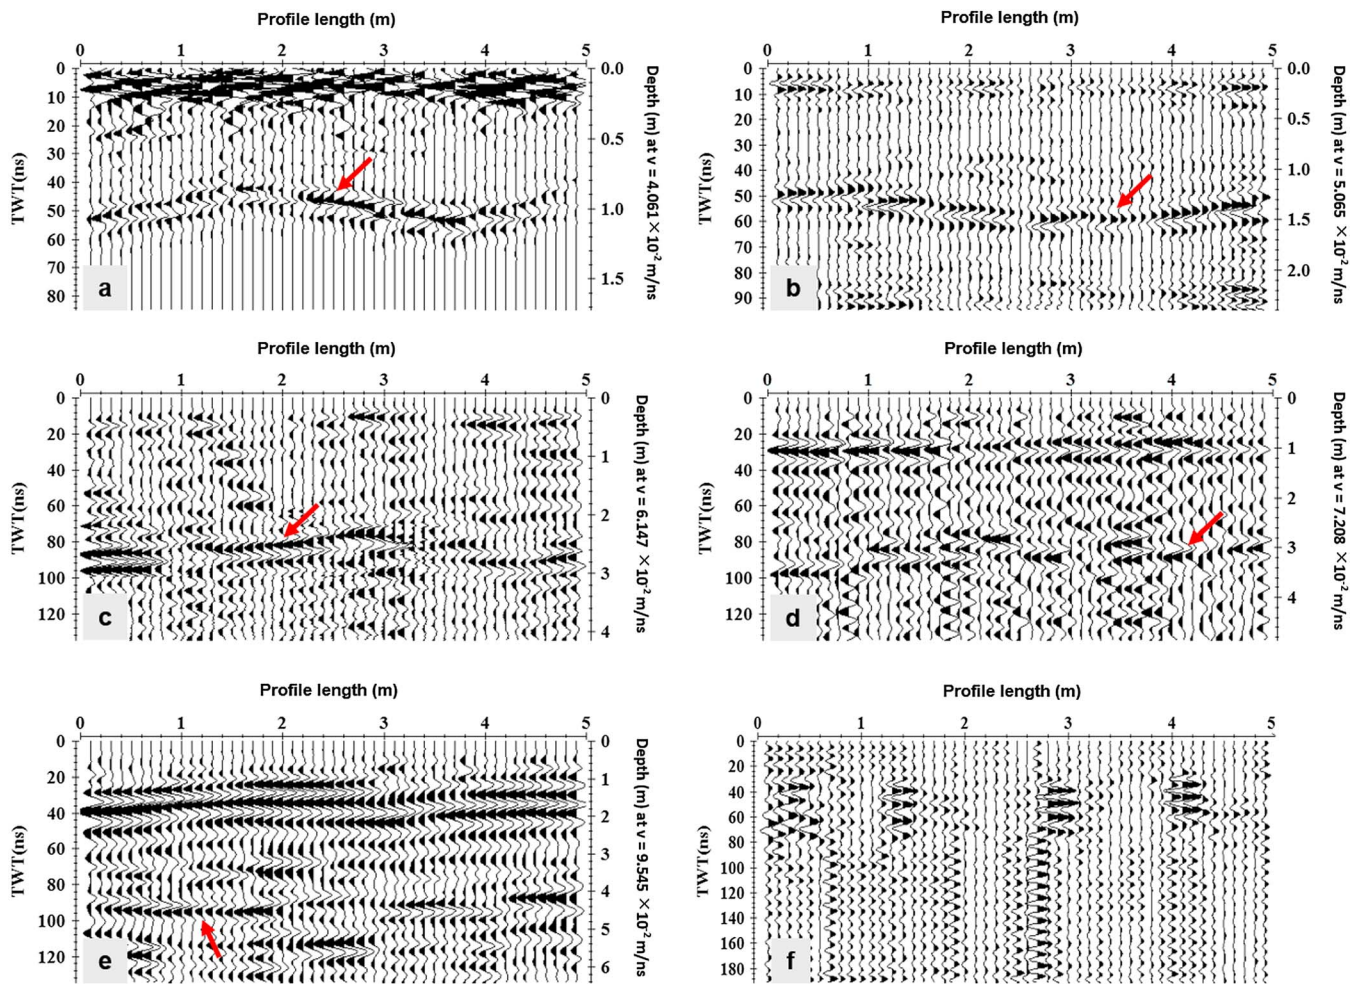 Profile length (m)
0 1 2 3 4 5
TWT(ns)
0
10
20
30
40
50
60
70
80
0.0
0.5
1.0
1.5
Depth (m) at v = 4.061×10-2 m/ns
a
Profile length (m)
0 1 2 3 4 5
TWT(ns)
0
10
20
30
40
50
60
70
80
90
0.0
0.5
1.0
1.5
2.0
Depth (m) at v = 5.065 ×10-2 m/ns
b
Profile length (m)
0 1 2 3 4 5
TWT(ns)
0
20
40
60
80
100
120
0
1
2
3
4
Depth (m) at v = 6.147 ×10-2 m/ns
c
Profile length (m)
0 1 2 3 4 5
TWT(ns)
0
20
40
60
80
100
120
0
1
2
3
4
Depth (m) at v = 7.208 ×10-2 m/ns
d
Profile length (m)
0 1 2 3 4 5
TWT(ns)
0
20
40
60
80
100
120
0
1
2
3
4
5
6
Depth (m) at v = 9.545 ×10-2 m/ns
e
Profile length (m)
0 1 2 3 4 5
TWT(ns)
0
20
40
60
80
100
120
140
160
180
f